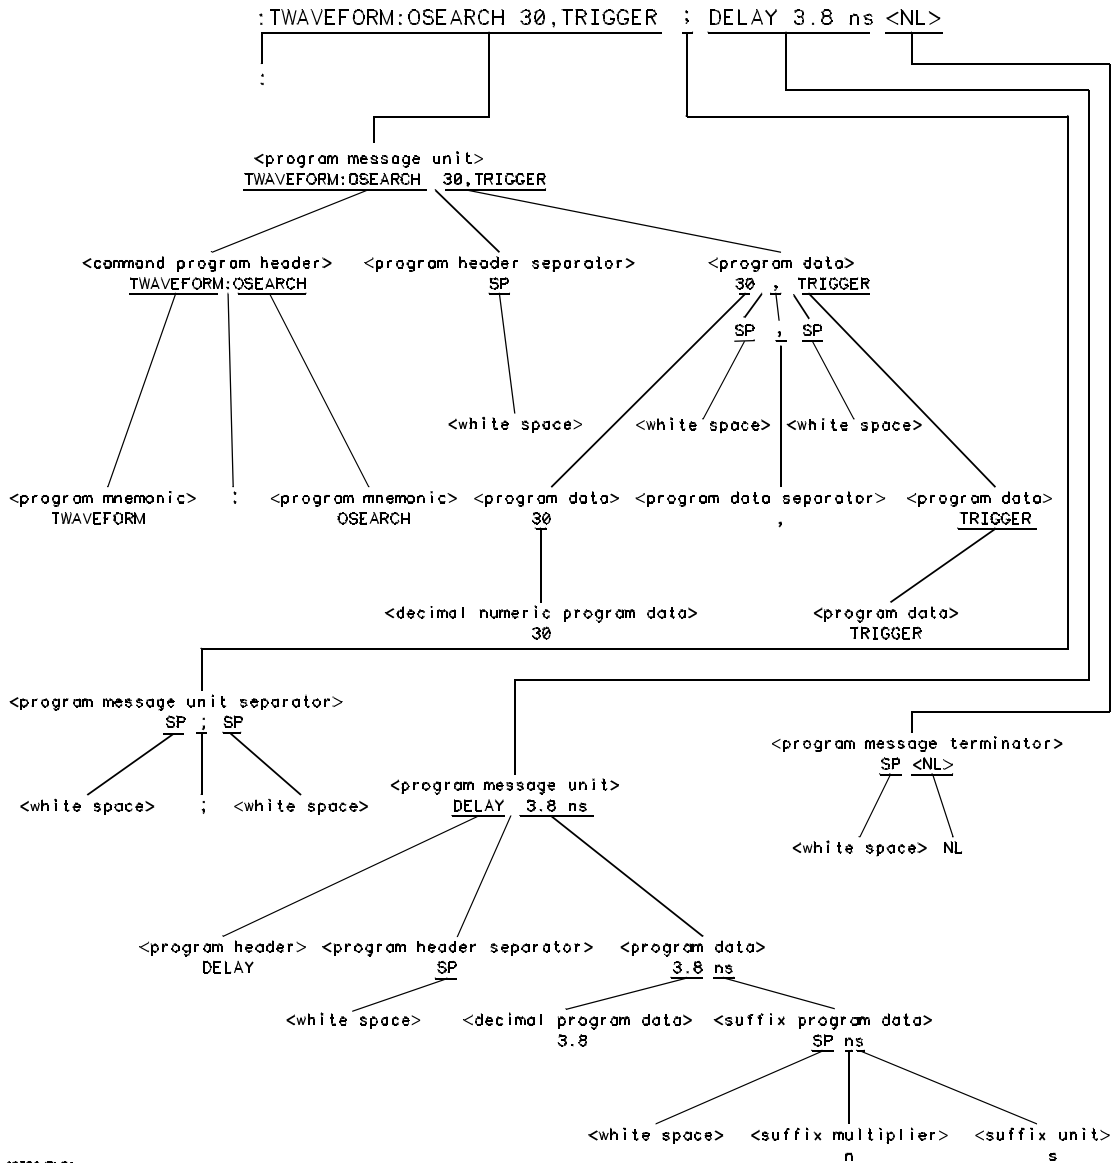 :TWAVEFORM:OSEARCH 30,TRIGGER ; DELAY 3.8 ns <NL>
:
<program message unit>
TWAVEFORM:OSEARCH 30,TRIGGER
<command program header> <program header separator> <program data>
TWAVEFORM:OSEARCH SP 30 , TRIGGER
SP , SP
<white space> <white space> <white space>
<program mnemonic> : <program mnemonic> <program data> <program data separator> <program data>
TWAVEFORM OSEARCH 30 , TRIGGER
<decimal numeric program data> <program data>
30 TRIGGER
<program message unit separator>
SP ; SP
<program message terminator>
SP <NL>
<program message unit>
<white space> ; <white space> DELAY 3.8 ns
<white space> NL
<program header> <program header separator> <program data>
DELAY SP 3.8 ns
<white space> <decimal program data> <suffix program data>
3.8 SP ns
<white space> <suffix multiplier> <suffix unit>
n s